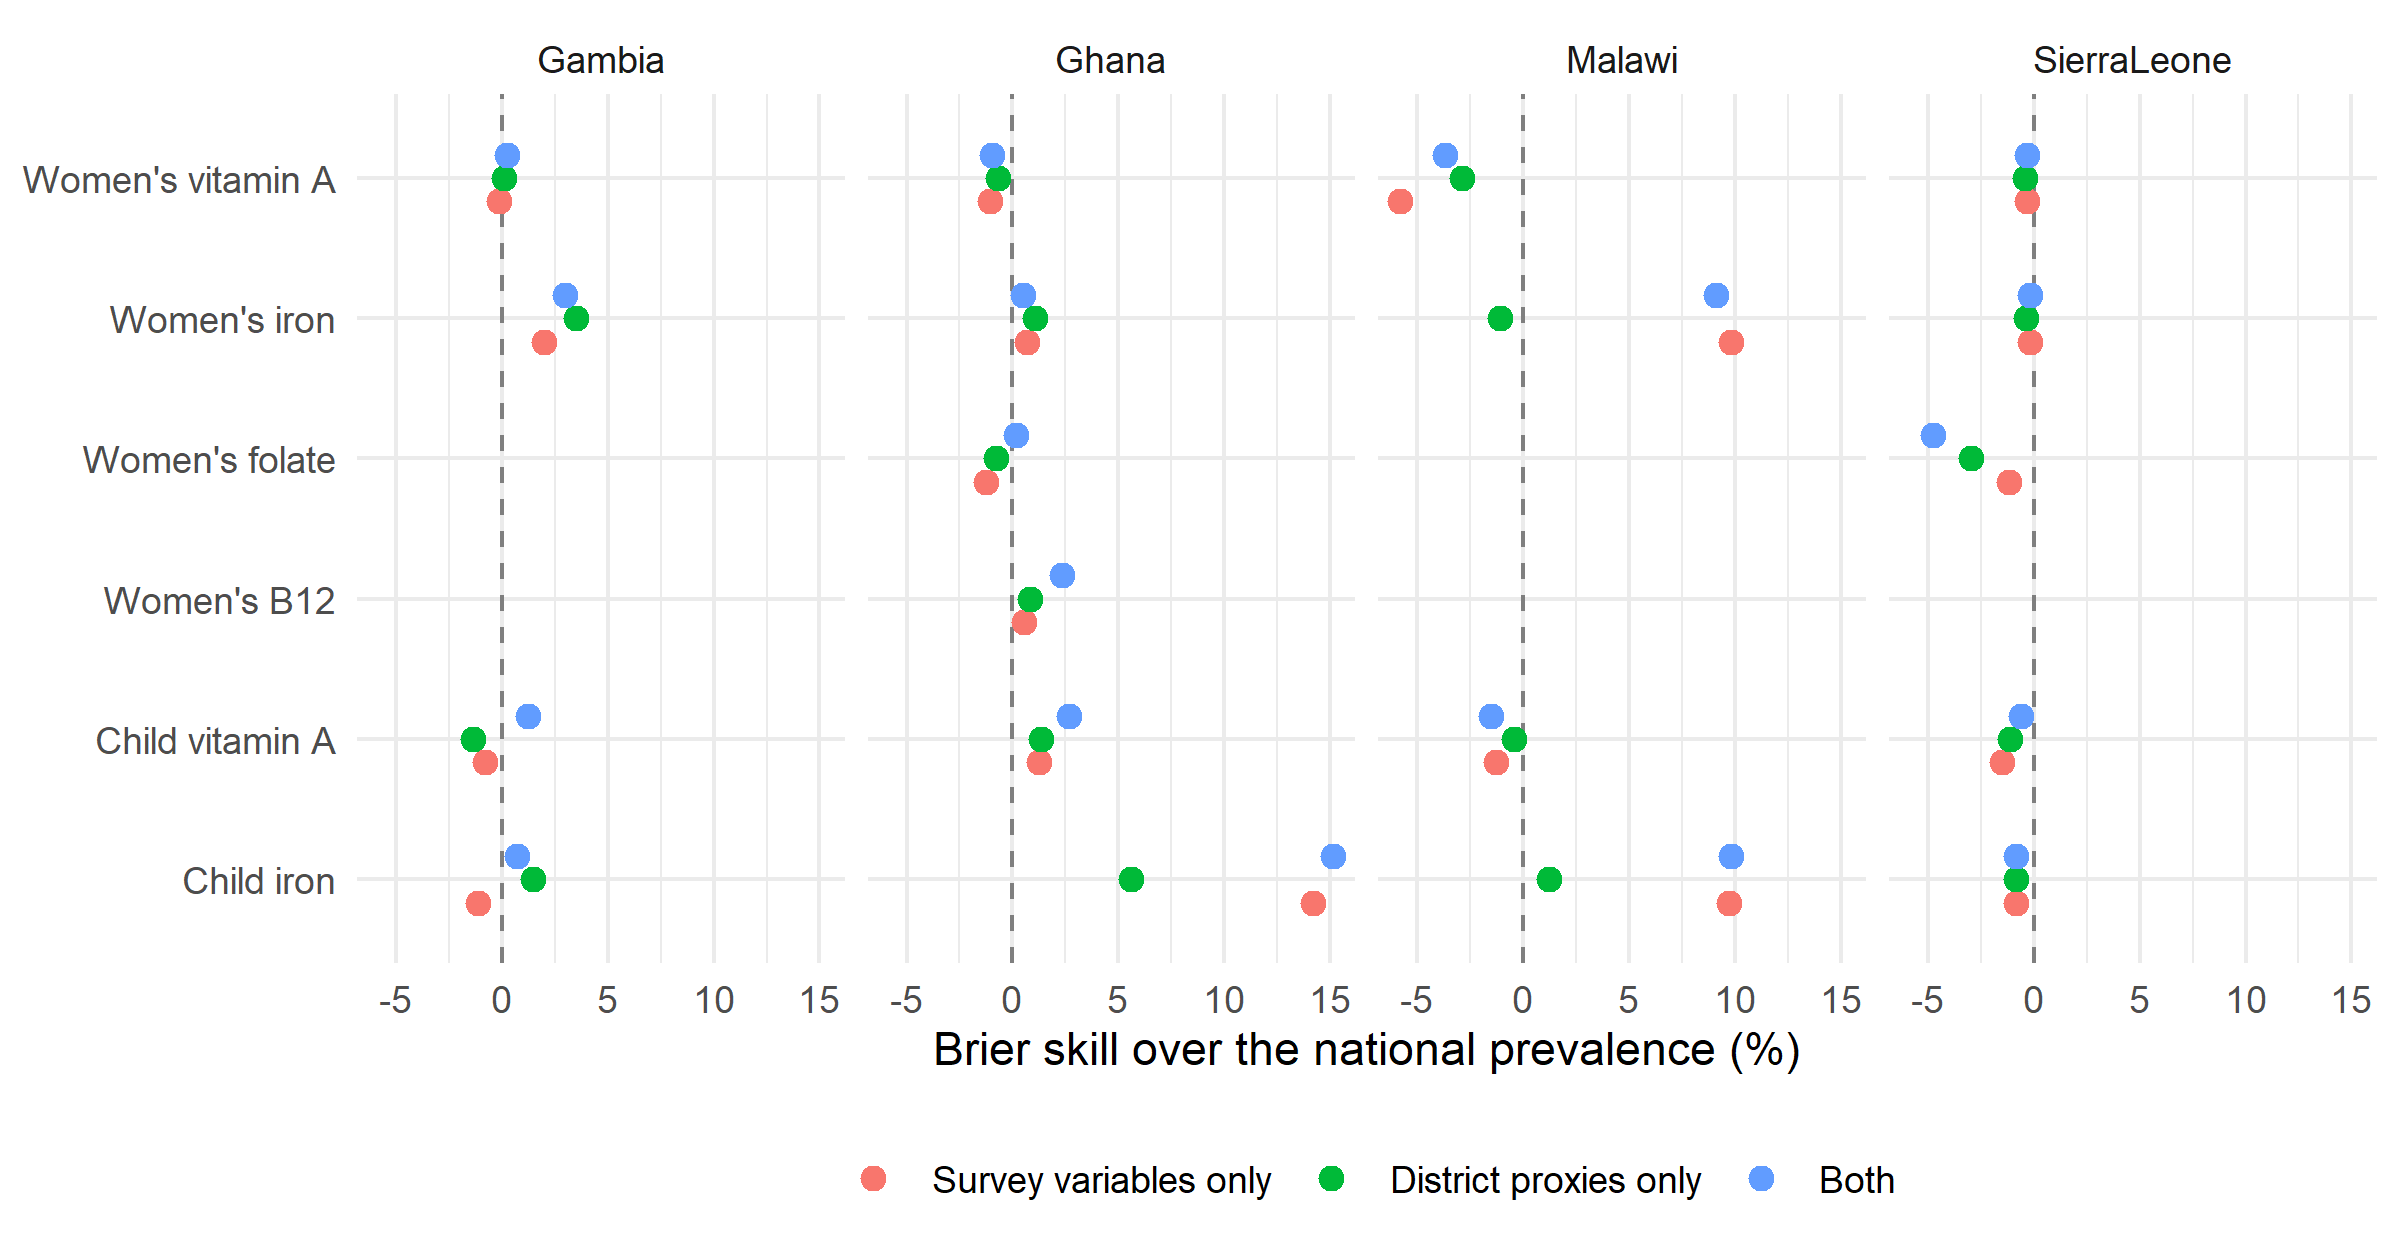 Gambia Ghana Malawi SierraLeone
Women's vitamin A
Women's iron
Women's folate
Women's B12
Child vitamin A
Child iron
-5 0 5 10 15 -5 0 5 10 15 -5 0 5 10 15 -5 0 5 10 15
Brier skill over the national prevalence (%)
Survey variables only District proxies only Both